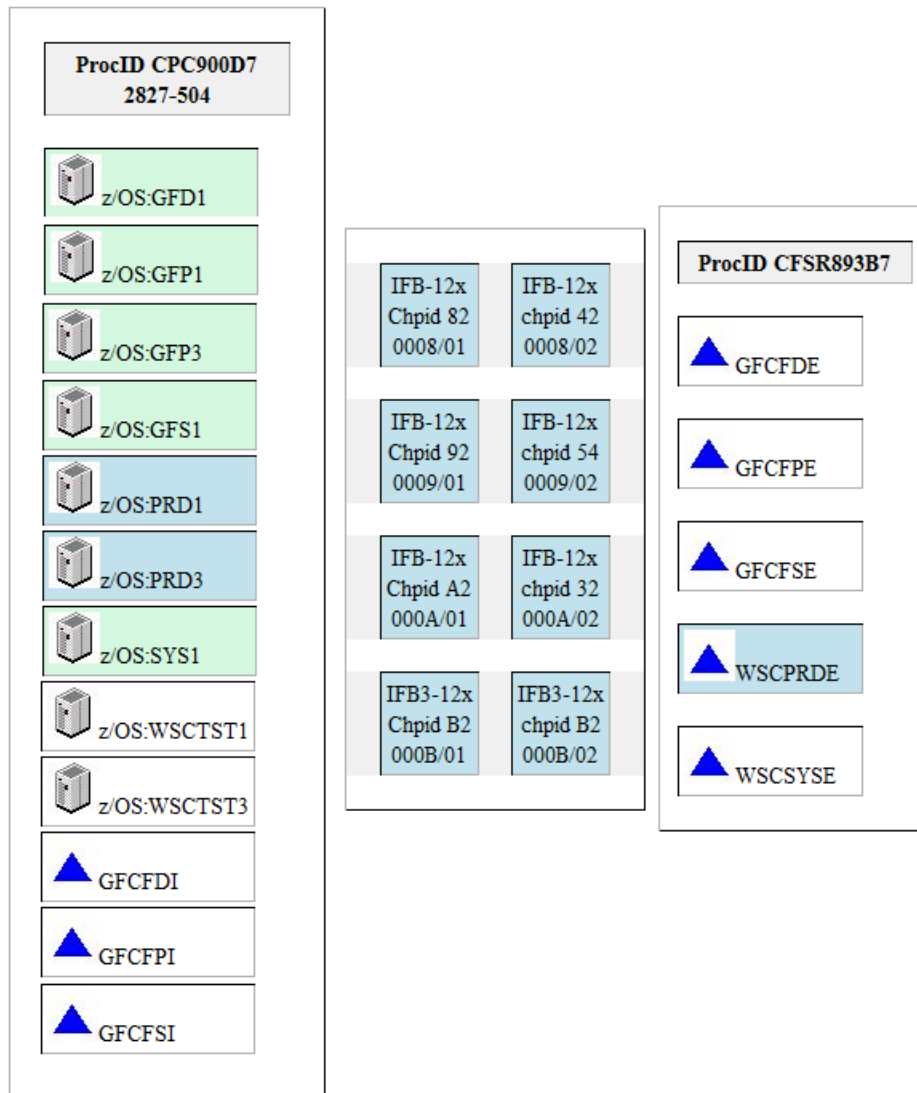 ProcID CPC900D7
2827-504
z/OS:GFD1
z/OS:GFP1
z/OS:GFP3
z/OS:GFS1
z/OS:PRD1
z/OS:PRD3
z/OS:SYS1
z/OS:WSCTST1
z/OS:WSCTST3
GFCFDI
GFCFPI
GFCFSI
IFB-12x
Chpid 82
0008/01
IFB-12x
chpid 42
0008/02
IFB-12x
Chpid 92
0009/01
IFB-12x
chpid 54
0009/02
IFB-12x
Chpid A2
000A/01
IFB-12x
chpid 32
000A/02
IFB3-12x
Chpid B2
000B/01
IFB3-12x
chpid B2
000B/02
ProcID CFSR893B7
GFCFDE
GFCFPE
GFCFSE
WSCPRDE
WSCSYSE